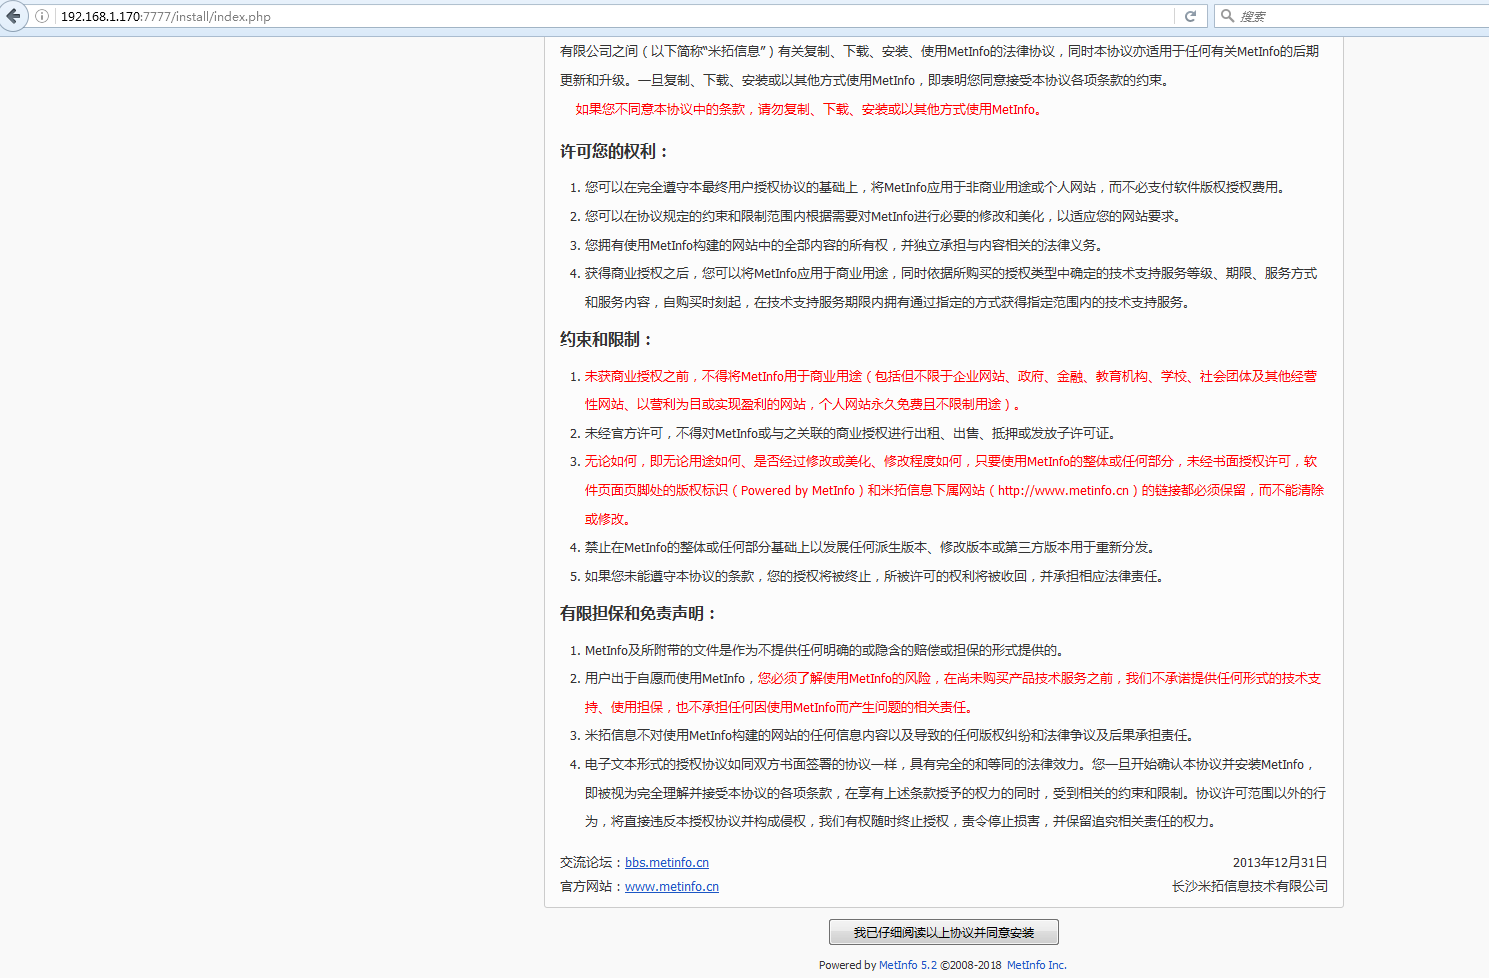 192.168.1.170:7777/install/index.php
搜索
有限公司之间（以下简称“米拓信息”）有关复制、下载、安装、使用MetInfo的法律协议，同时本协议亦适用于任何有关MetInfo的后期
更新和升级。一旦复制、下载、安装或以其他方式使用MetInfo，即表明您同意接受本协议各项条款的约束。
如果您不同意本协议中的条款，请勿复制、下载、安装或以其他方式使用MetInfo。
许可您的权利：
1. 您可以在完全遵守本最终用户授权协议的基础上，将MetInfo应用于非商业用途或个人网站，而不必支付软件版权授权费用。
2. 您可以在协议规定的约束和限制范围内根据需要对MetInfo进行必要的修改和美化，以适应您的网站要求。
3. 您拥有使用MetInfo构建的网站中的全部内容的所有权，并独立承担与内容相关的法律义务。
4. 获得商业授权之后，您可以将MetInfo应用于商业用途，同时依据所购买的授权类型中确定的技术支持服务等级、期限、服务方式
和服务内容，自购买时刻起，在技术支持服务期限内拥有通过指定的方式获得指定范围内的技术支持服务。
约束和限制：
1. 未获商业授权之前，不得将MetInfo用于商业用途（包括但不限于企业网站、政府、金融、教育机构、学校、社会团体及其他经营
性网站、以营利为目或实现盈利的网站，个人网站永久免费且不限制用途）。
2. 未经官方许可，不得对MetInfo或与之关联的商业授权进行出租、出售、抵押或发放子许可证。
3. 无论如何，即无论用途如何、是否经过修改或美化、修改程度如何，只要使用MetInfo的整体或任何部分，未经书面授权许可，软
件页面页脚处的版权标识（Powered by MetInfo）和米拓信息下属网站（http://www.metinfo.cn）的链接都必须保留，而不能清除
或修改。
4. 禁止在MetInfo的整体或任何部分基础上以发展任何派生版本、修改版本或第三方版本用于重新分发。
5. 如果您未能遵守本协议的条款，您的授权将被终止，所被许可的权利将被收回，并承担相应法律责任。
有限担保和免责声明：
1. MetInfo及所附带的文件是作为不提供任何明确的或隐含的赔偿或担保的形式提供的。
2. 用户出于自愿而使用MetInfo，您必须了解使用MetInfo的风险，在尚未购买产品技术服务之前，我们不承诺提供任何形式的技术支
持、使用担保，也不承担任何因使用MetInfo而产生问题的相关责任。
3. 米拓信息不对使用MetInfo构建的网站的任何信息内容以及导致的任何版权纠纷和法律争议及后果承担责任。
4. 电子文本形式的授权协议如同双方书面签署的协议一样，具有完全的和等同的法律效力。您一旦开始确认本协议并安装MetInfo，
即被视为完全理解并接受本协议的各项条款，在享有上述条款授予的权力的同时，受到相关的约束和限制。协议许可范围以外的行
为，将直接违反本授权协议并构成侵权，我们有权随时终止授权，责令停止损害，并保留追究相关责任的权力。
交流论坛：bbs.metinfo.cn 2013年12月31日
官方网站：www.metinfo.cn 长沙米拓信息技术有限公司
我已仔细阅读以上协议并同意安装
Powered by MetInfo 5.2 ©2008-2018 MetInfo Inc.